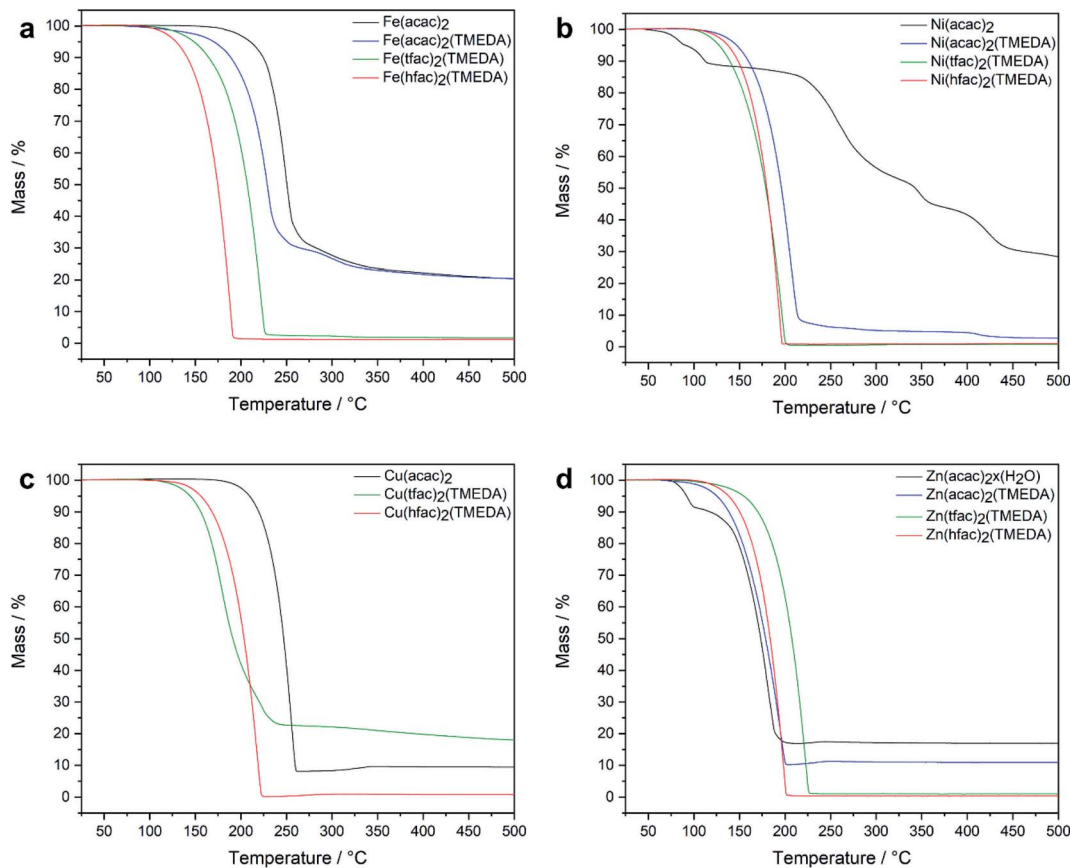 a
Fe(acac)2
Fe(acac)2(TMEDA)
Fe(tfac)2(TMEDA)
Fe(hfac)2(TMEDA)
Mass / %
100
90
80
70
60
50
40
30
20
10
0
50 100 150 200 250 300 350 400 450 500
Temperature / °C
b
Ni(acac)2
Ni(acac)2(TMEDA)
Ni(tfac)2(TMEDA)
Ni(hfac)2(TMEDA)
Mass / %
100
90
80
70
60
50
40
30
20
10
0
50 100 150 200 250 300 350 400 450 500
Temperature / °C
c
Cu(acac)2
Cu(tfac)2(TMEDA)
Cu(hfac)2(TMEDA)
Mass / %
100
90
80
70
60
50
40
30
20
10
0
50 100 150 200 250 300 350 400 450 500
Temperature / °C
d
Zn(acac)2x(H2O)
Zn(acac)2(TMEDA)
Zn(tfac)2(TMEDA)
Zn(hfac)2(TMEDA)
Mass / %
100
90
80
70
60
50
40
30
20
10
0
50 100 150 200 250 300 350 400 450 500
Temperature / °C